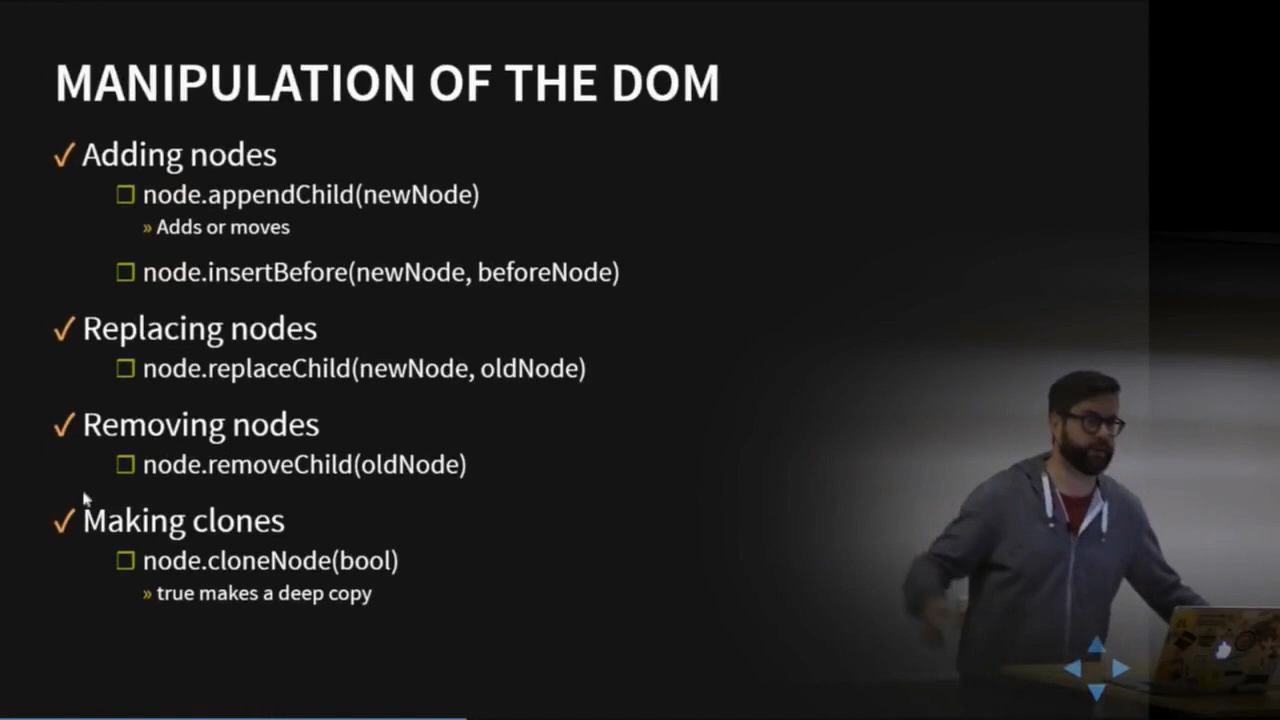 MANIPULATION OF THE DOM
✓ Adding nodes
❐ node.appendChild(newNode)
» Adds or moves
❐ node.insertBefore(newNode, beforeNode)
✓ Replacing nodes
❐ node.replaceChild(newNode, oldNode)
✓ Removing nodes
❐ node.removeChild(oldNode)
✓ Making clones
❐ node.cloneNode(bool)
» true makes a deep copy